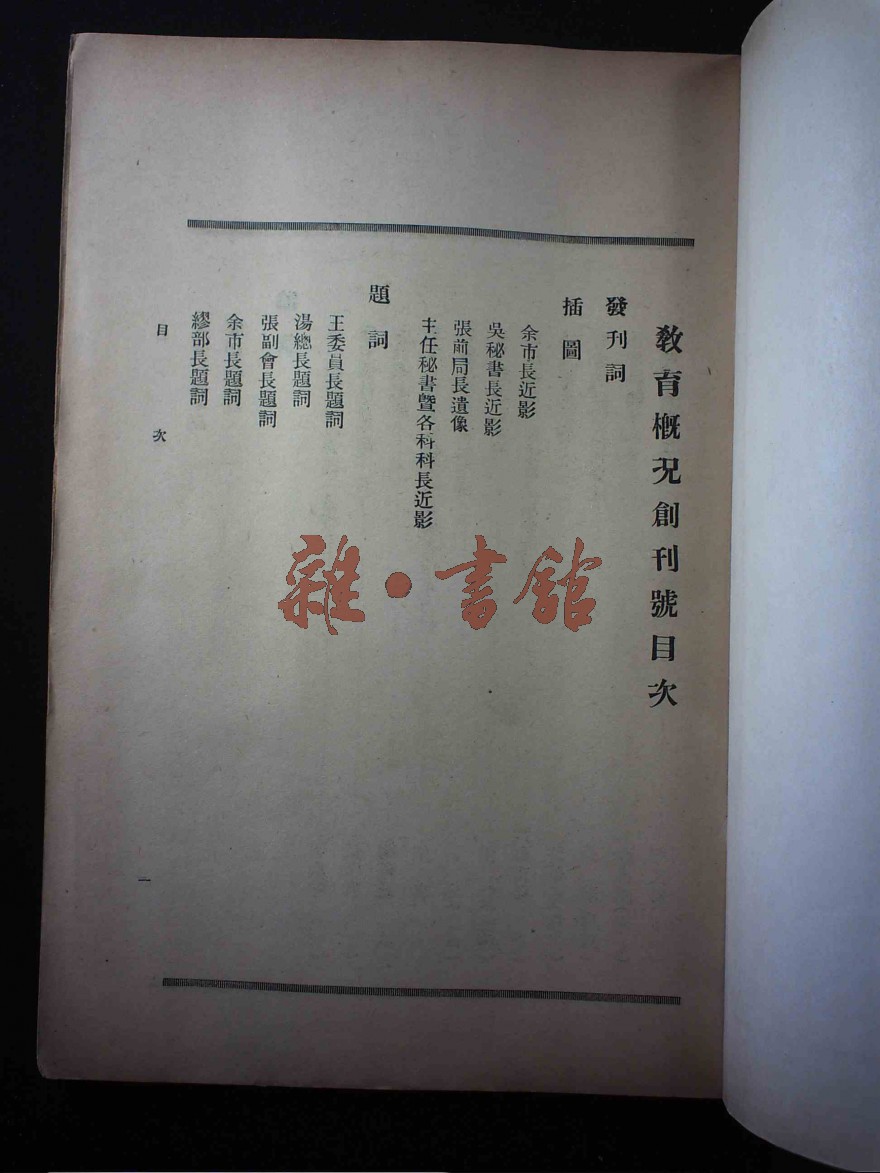 教育概况創刊號目次
發刊詞
插圖
余市長近影
吳秘書長近影
張前局長遺像
主任秘書暨各科科長近影
題詞
王委員長題詞
湯總長題詞
張副會長題詞
余市長題詞
繆部長題詞
目次
一
雜·書館